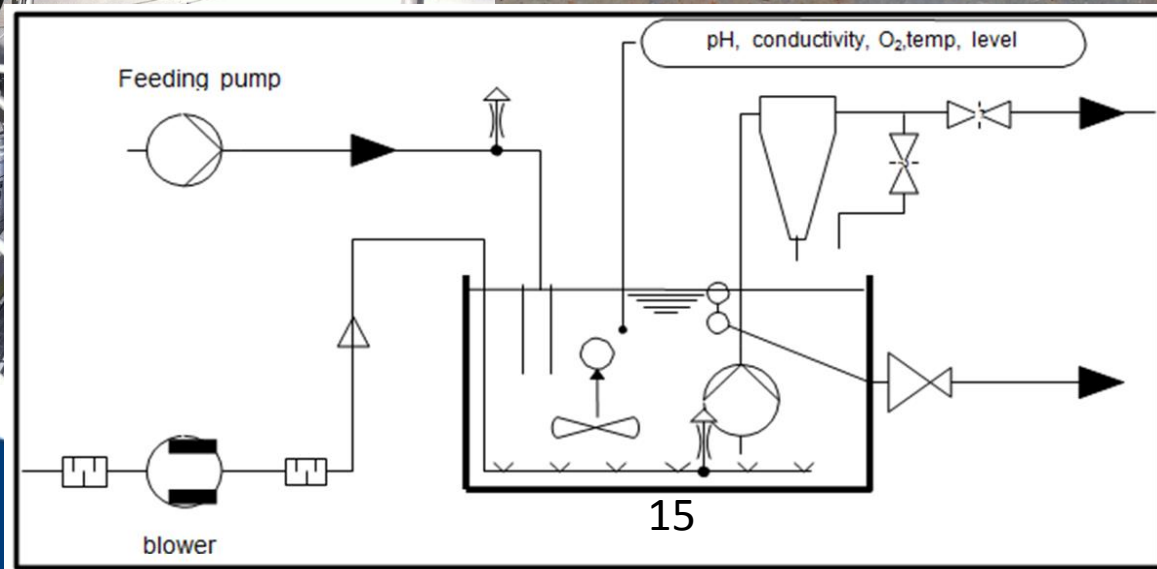 pH, conductivity, O₂,temp, level
Feeding pump
15
blower